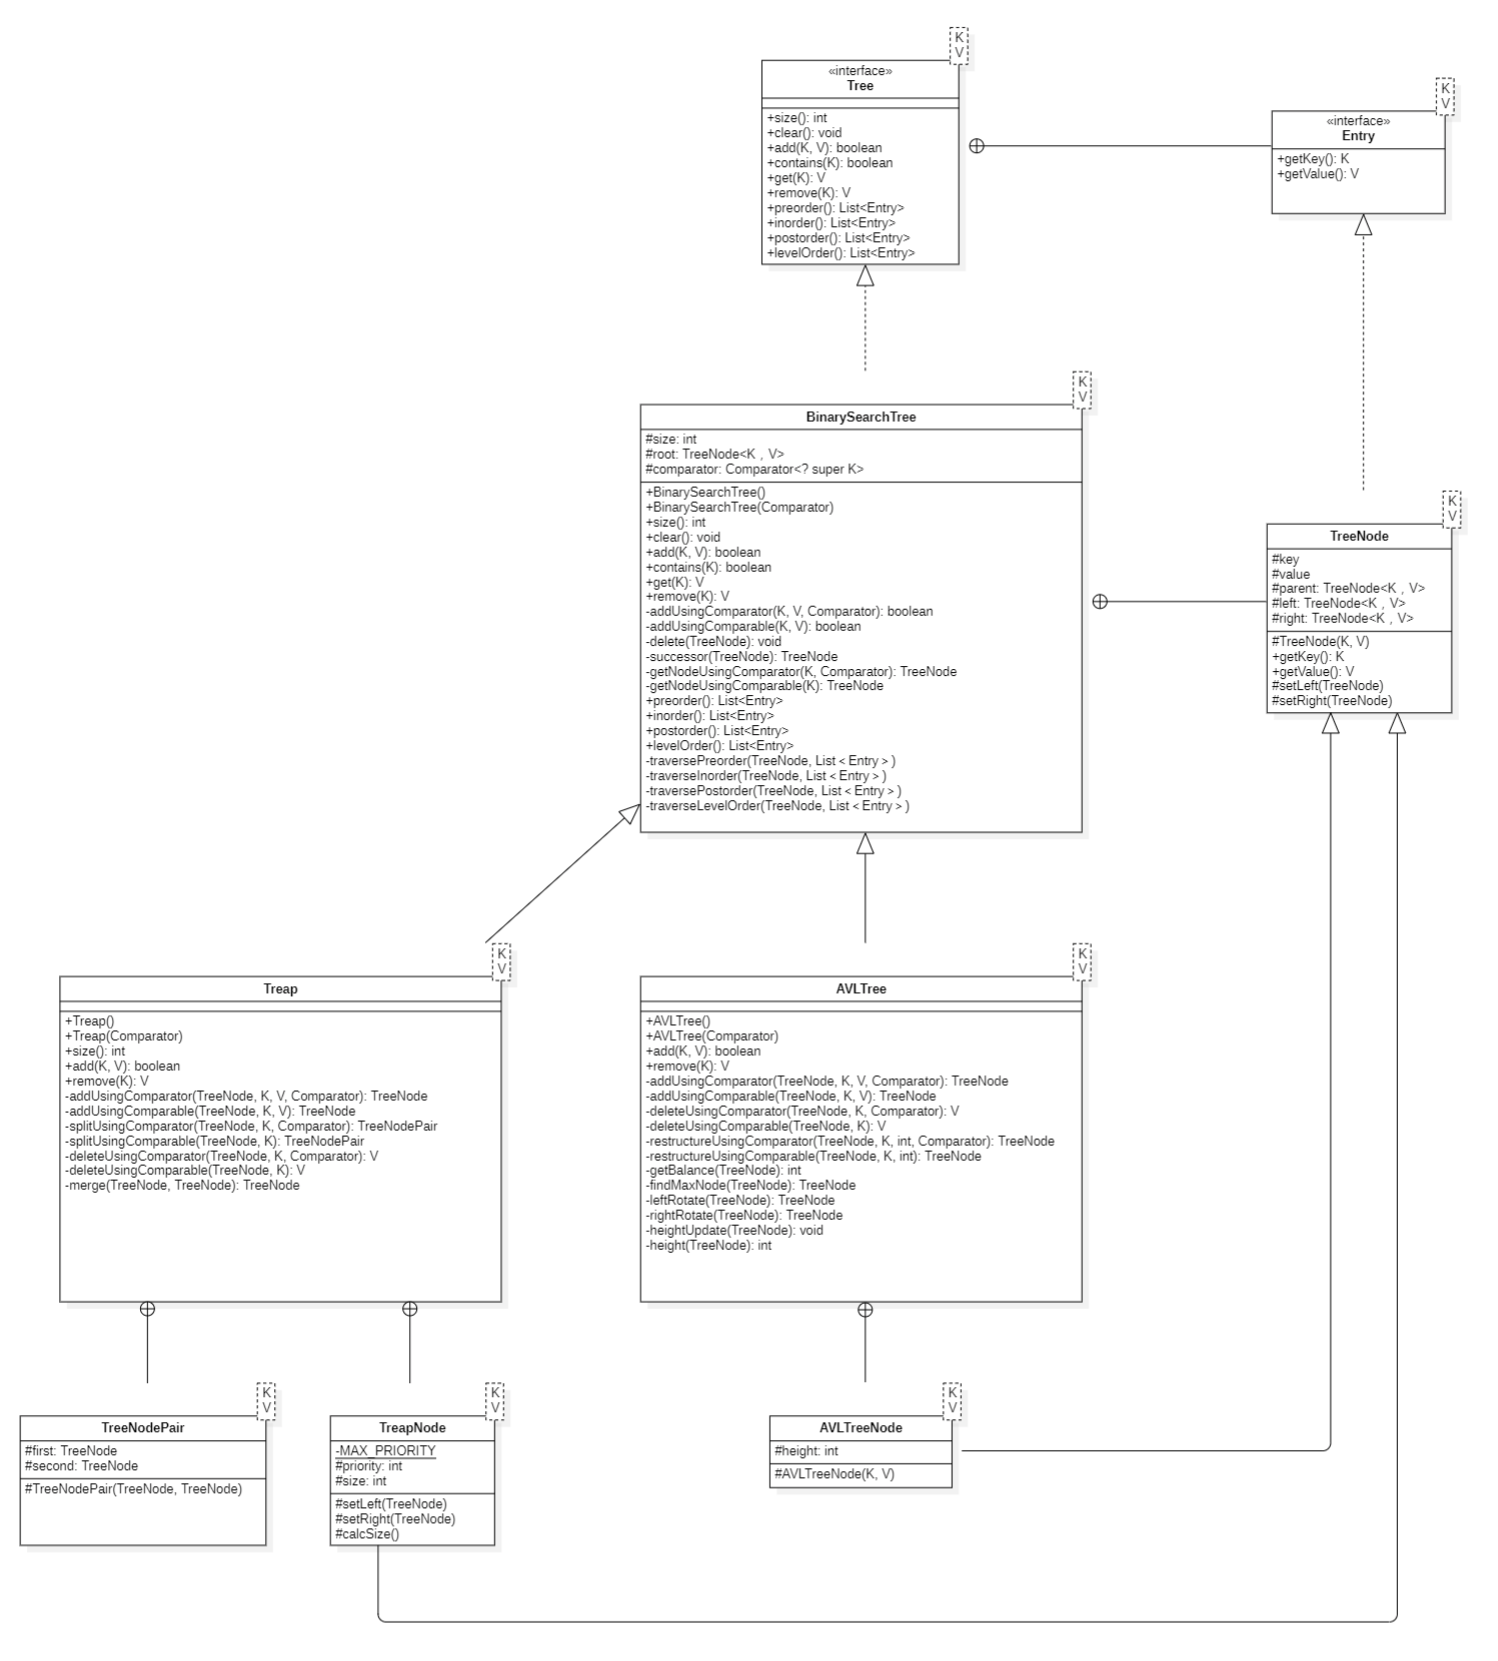 K
V
«interface»
Tree
+size(): int
+clear(): void
+add(K, V): boolean
+contains(K): boolean
+get(K): V
+remove(K): V
+preorder(): List<Entry>
+inorder(): List<Entry>
+postorder(): List<Entry>
+levelOrder(): List<Entry>
K
V
«interface»
Entry
+getKey(): K
+getValue(): V
K
V
BinarySearchTree
#size: int
#root: TreeNode<K , V>
#comparator: Comparator<? super K>
+BinarySearchTree()
+BinarySearchTree(Comparator)
+size(): int
+clear(): void
+add(K, V): boolean
+contains(K): boolean
+get(K): V
+remove(K): V
-addUsingComparator(K, V, Comparator): boolean
-addUsingComparable(K, V): boolean
-delete(TreeNode): void
-successor(TreeNode): TreeNode
-getNodeUsingComparator(K, Comparator): TreeNode
-getNodeUsingComparable(K): TreeNode
+preorder(): List<Entry>
+inorder(): List<Entry>
+postorder(): List<Entry>
+levelOrder(): List<Entry>
-traversePreorder(TreeNode, List < Entry > )
-traverseInorder(TreeNode, List < Entry > )
-traversePostorder(TreeNode, List < Entry > )
-traverseLevelOrder(TreeNode, List < Entry > )
K
V
TreeNode
#key
#value
#parent: TreeNode<K , V>
#left: TreeNode<K , V>
#right: TreeNode<K , V>
#TreeNode(K, V)
+getKey(): K
+getValue(): V
#setLeft(TreeNode)
#setRight(TreeNode)
K
V
Treap
+Treap()
+Treap(Comparator)
+size(): int
+add(K, V): boolean
+remove(K): V
-addUsingComparator(TreeNode, K, V, Comparator): TreeNode
-addUsingComparable(TreeNode, K, V): TreeNode
-splitUsingComparator(TreeNode, K, Comparator): TreeNodePair
-splitUsingComparable(TreeNode, K): TreeNodePair
-deleteUsingComparator(TreeNode, K, Comparator): V
-deleteUsingComparable(TreeNode, K): V
-merge(TreeNode, TreeNode): TreeNode
K
V
AVLTree
+AVLTree()
+AVLTree(Comparator)
+add(K, V): boolean
+remove(K): V
-addUsingComparator(TreeNode, K, V, Comparator): TreeNode
-addUsingComparable(TreeNode, K, V): TreeNode
-deleteUsingComparator(TreeNode, K, Comparator): V
-deleteUsingComparable(TreeNode, K): V
-restructureUsingComparator(TreeNode, K, int, Comparator): TreeNode
-restructureUsingComparable(TreeNode, K, int): TreeNode
-getBalance(TreeNode): int
-findMaxNode(TreeNode): TreeNode
-leftRotate(TreeNode): TreeNode
-rightRotate(TreeNode): TreeNode
-heightUpdate(TreeNode): void
-height(TreeNode): int
K
V
TreeNodePair
#first: TreeNode
#second: TreeNode
#TreeNodePair(TreeNode, TreeNode)
K
V
TreapNode
-MAX_PRIORITY
#priority: int
#size: int
#setLeft(TreeNode)
#setRight(TreeNode)
#calcSize()
K
V
AVLTreeNode
#height: int
#AVLTreeNode(K, V)